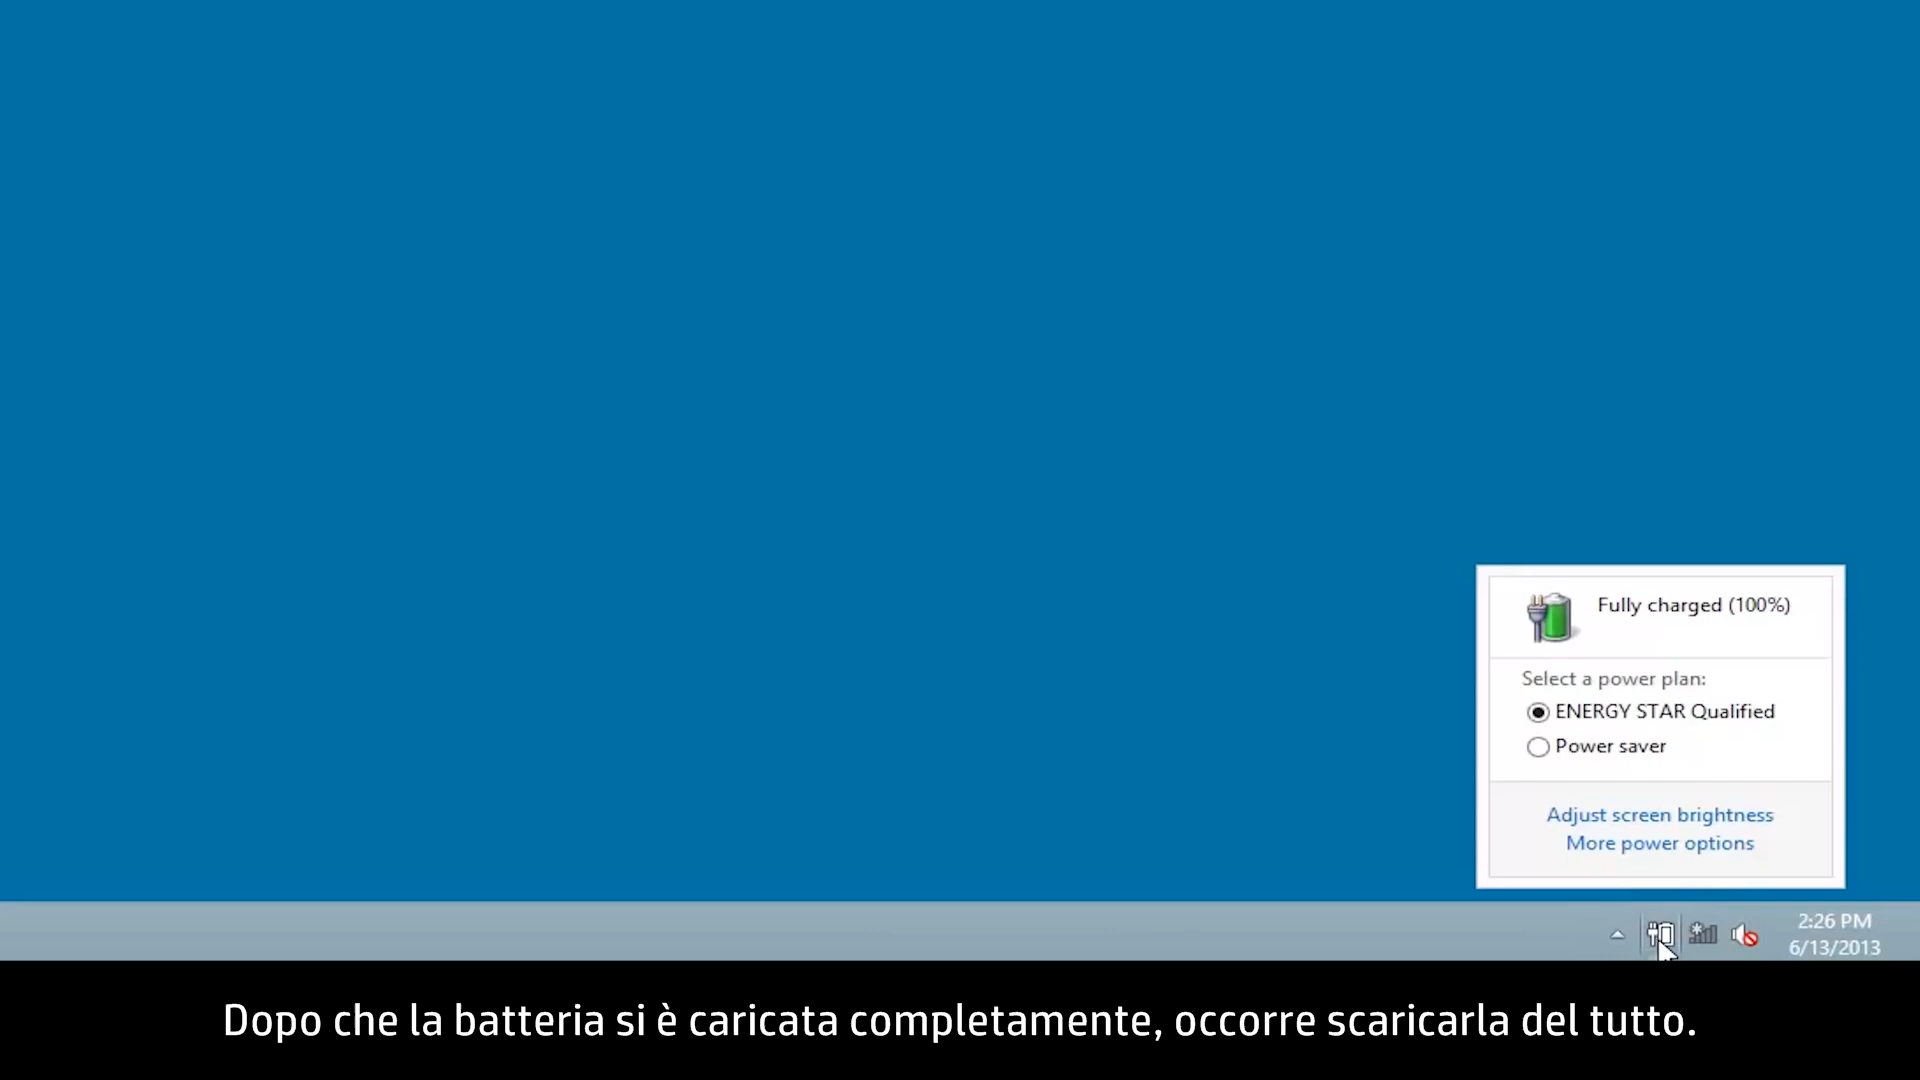 Fully charged (100%)
Select a power plan:
ENERGY STAR Qualified
Power saver
Adjust screen brightness
More power options
2:26 PM
6/13/2013
Dopo che la batteria si è caricata completamente, occorre scaricarla del tutto.